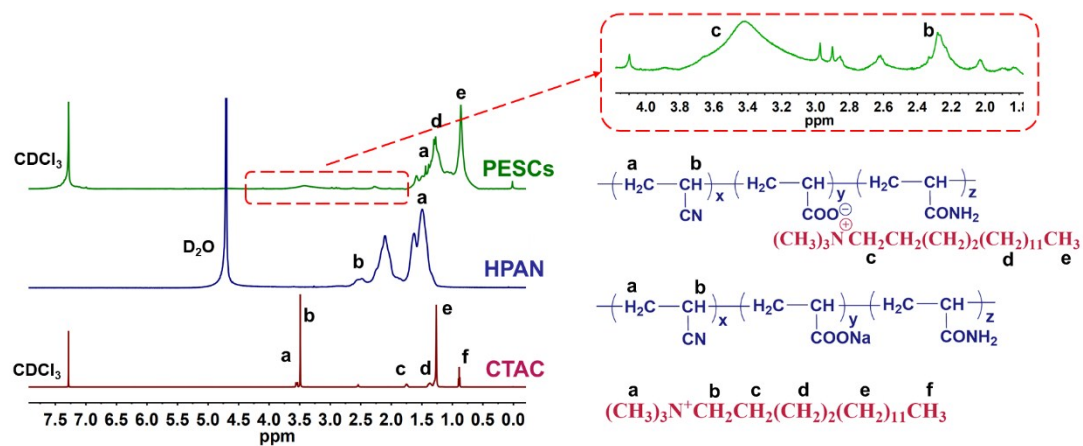 CDCl3
a
d
e
PESCs
D2O
b
a
HPAN
CDCl3
a
b
c
d
e
f
CTAC
7.5 7.0 6.5 6.0 5.5 5.0 4.5 4.0 3.5 3.0 2.5 2.0 1.5 1.0 0.5 0.0
ppm
c
b
4.0 3.8 3.6 3.4 3.2 3.0 2.8 2.6 2.4 2.2 2.0 1.8
ppm
a b
(H2C—CH)x(H2C—CH)y(H2C—CH)z
CN COO⊖ CONH2
(CH3)3N⊕CH2CH2(CH2)2(CH2)11CH3
c d e
a b
(H2C—CH)x(H2C—CH)y(H2C—CH)z
CN COONa CONH2
a b c d e f
(CH3)3N+CH2CH2(CH2)2(CH2)11CH3